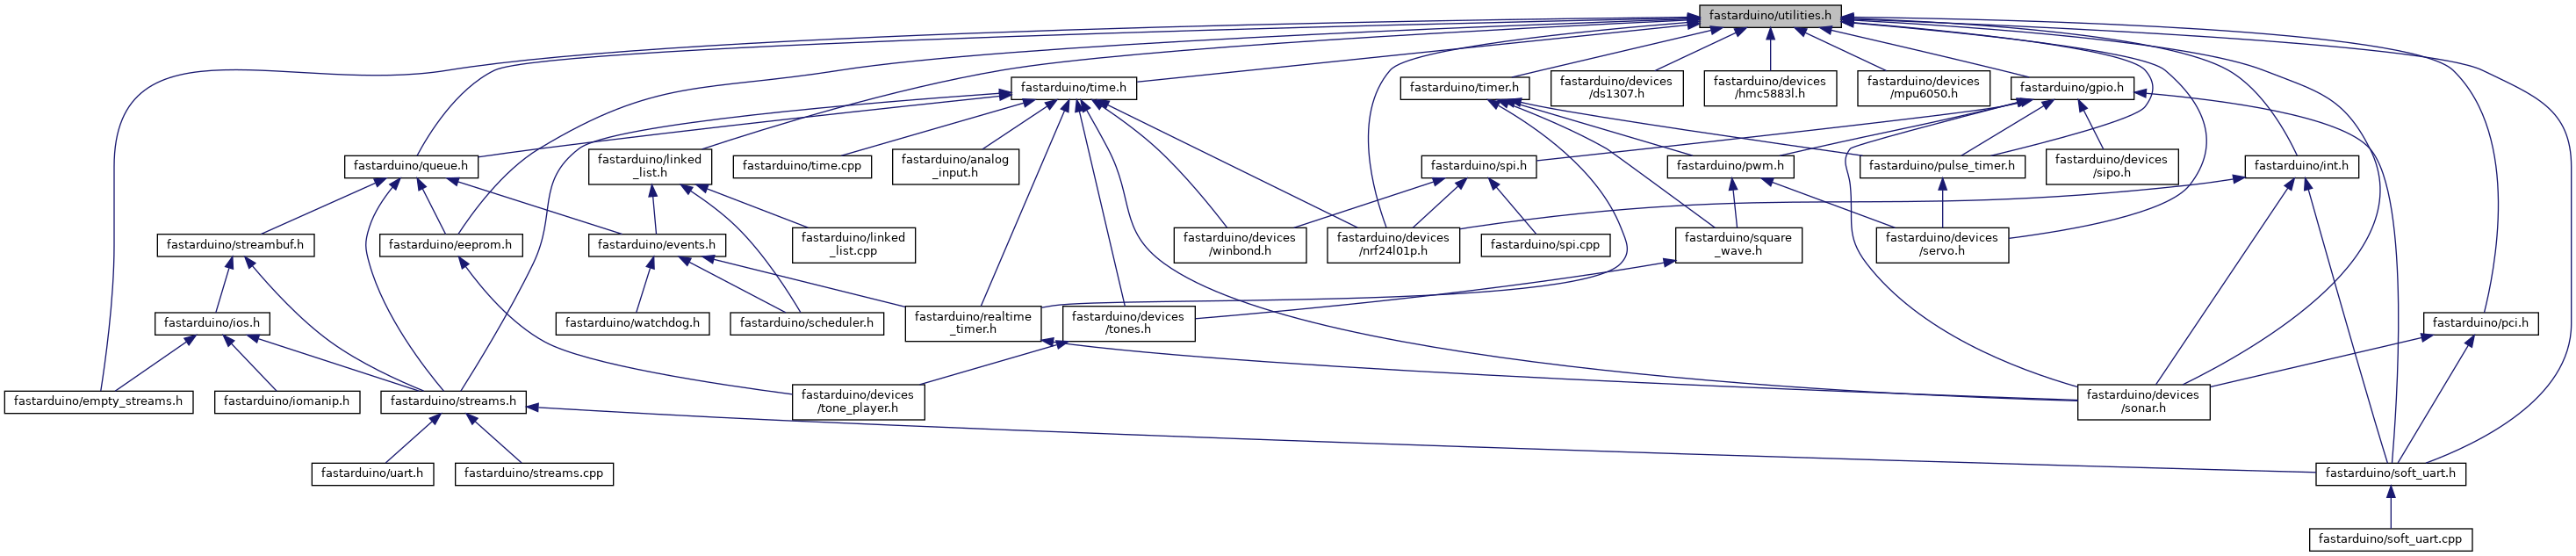 fastarduino/utilities.h
fastarduino/time.h
fastarduino/timer.h
fastarduino/devices
/ds1307.h
fastarduino/devices
/hmc5883l.h
fastarduino/devices
/mpu6050.h
fastarduino/gpio.h
fastarduino/queue.h
fastarduino/linked
_list.h
fastarduino/time.cpp
fastarduino/analog
_input.h
fastarduino/spi.h
fastarduino/pwm.h
fastarduino/pulse_timer.h
fastarduino/devices
/sipo.h
fastarduino/int.h
fastarduino/streambuf.h
fastarduino/eeprom.h
fastarduino/events.h
fastarduino/linked
_list.cpp
fastarduino/devices
/winbond.h
fastarduino/devices
/nrf24l01p.h
fastarduino/spi.cpp
fastarduino/square
_wave.h
fastarduino/devices
/servo.h
fastarduino/ios.h
fastarduino/watchdog.h
fastarduino/scheduler.h
fastarduino/realtime
_timer.h
fastarduino/devices
/tones.h
fastarduino/pci.h
fastarduino/empty_streams.h
fastarduino/iomanip.h
fastarduino/streams.h
fastarduino/devices
/tone_player.h
fastarduino/devices
/sonar.h
fastarduino/uart.h
fastarduino/streams.cpp
fastarduino/soft_uart.h
fastarduino/soft_uart.cpp